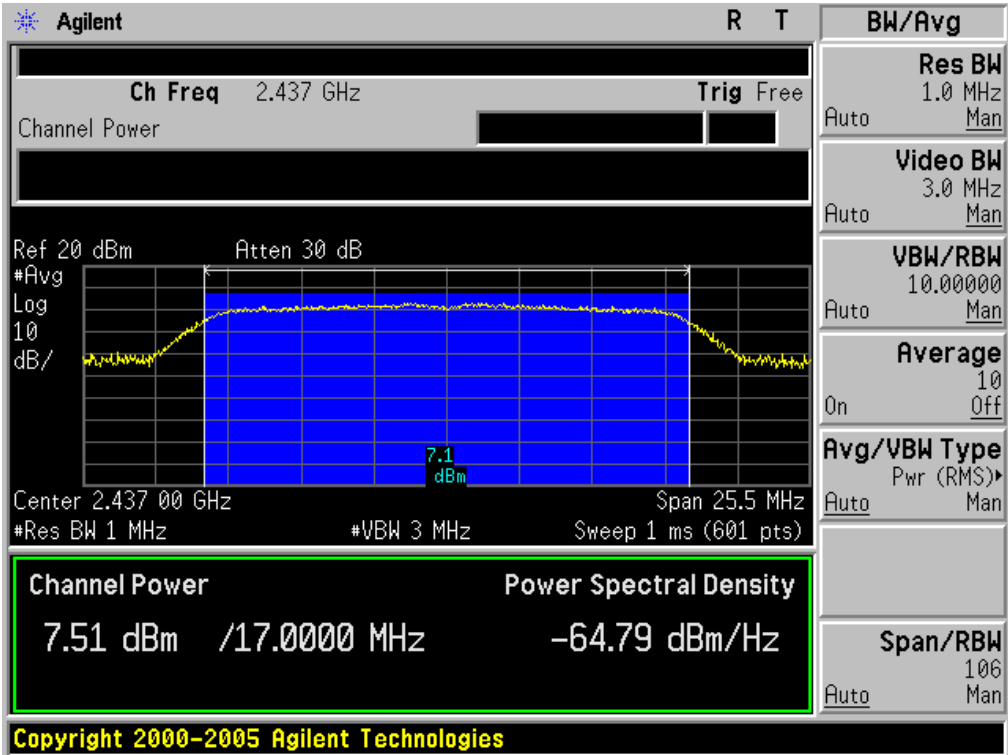 Agilent R T
Ch Freq 2.437 GHz Trig Free
Channel Power
Ref 20 dBm Atten 30 dB
#Avg
Log
10
dB/
7.1
dBm
Center 2.437 00 GHz Span 25.5 MHz
#Res BW 1 MHz #VBW 3 MHz Sweep 1 ms (601 pts)
Channel Power Power Spectral Density
7.51 dBm /17.0000 MHz -64.79 dBm/Hz
Copyright 2000-2005 Agilent Technologies
BW/Avg
Res BW
1.0 MHz
Auto Man
Video BW
3.0 MHz
Auto Man
VBW/RBW
10.00000
Auto Man
Average
10
On Off
Avg/VBW Type
Pwr (RMS)▸
Auto Man
Span/RBW
106
Auto Man